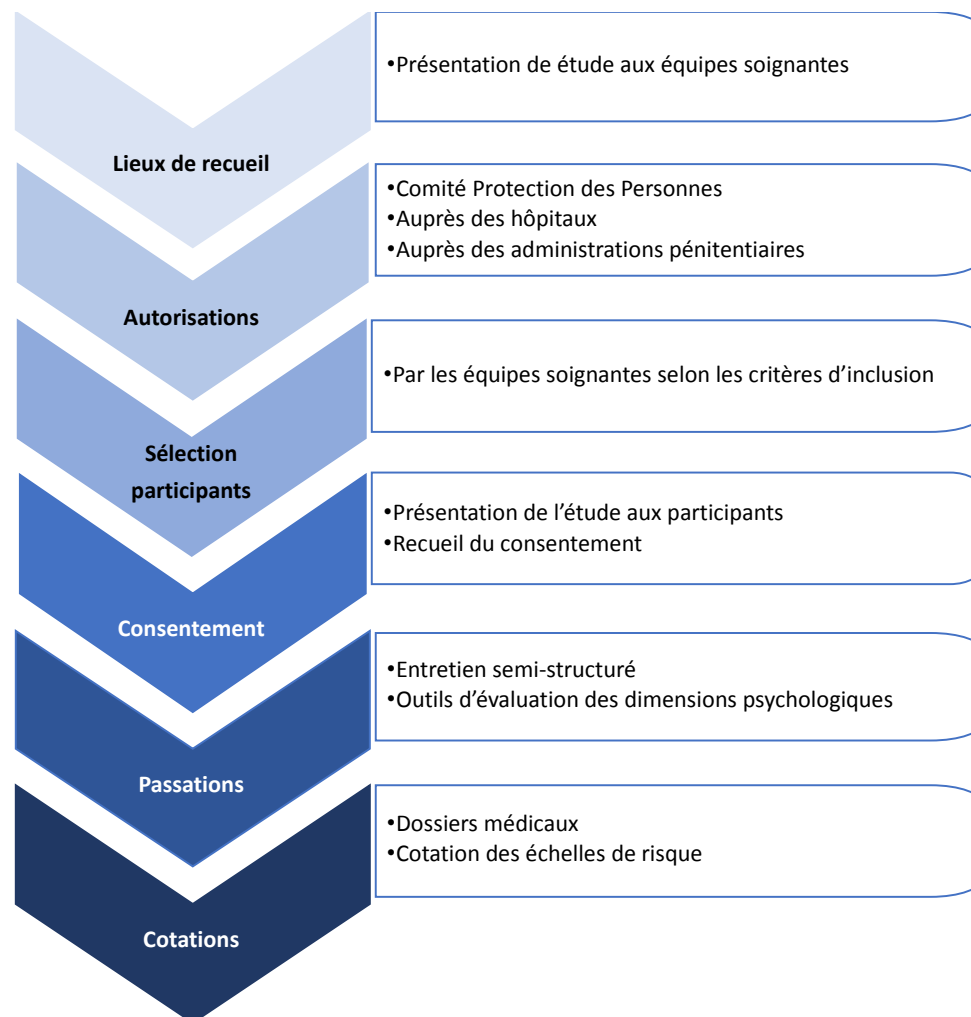 •Présentation de étude aux équipes soignantes
Lieux de recueil
•Comité Protection des Personnes
•Auprès des hôpitaux
•Auprès des administrations pénitentiaires
Autorisations
•Par les équipes soignantes selon les critères d’inclusion
Sélection
participants
•Présentation de l’étude aux participants
•Recueil du consentement
Consentement
•Entretien semi-structuré
•Outils d’évaluation des dimensions psychologiques
Passations
•Dossiers médicaux
•Cotation des échelles de risque
Cotations